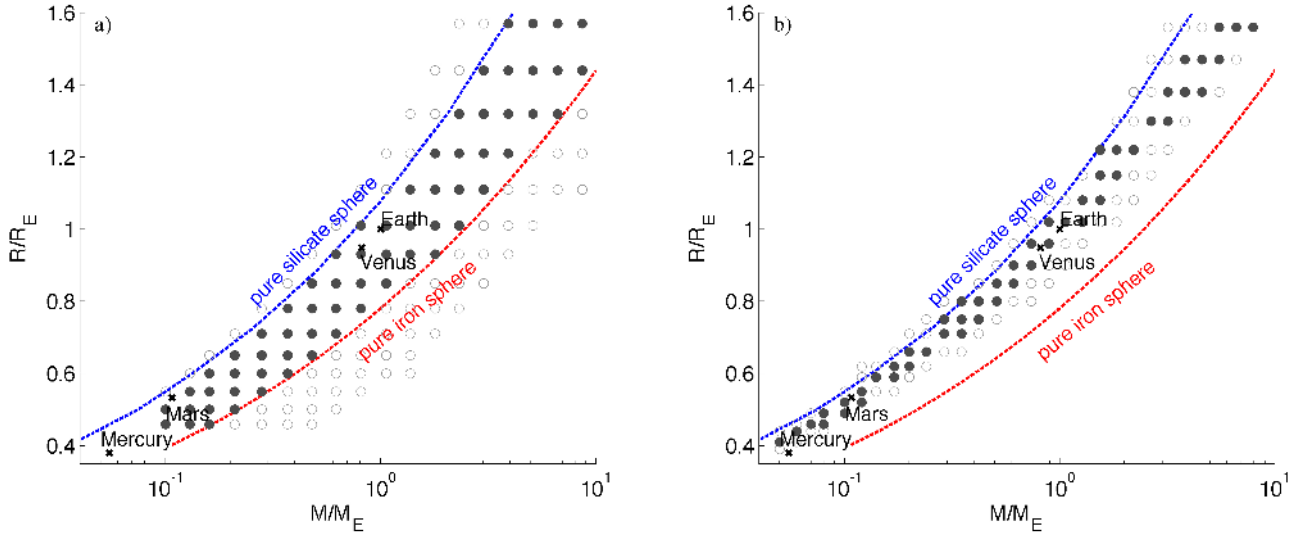 a)
1.6
1.4
1.2
1
0.8
0.6
0.4
R/R_E
pure silicate sphere
pure iron sphere
Earth
Venus
Mars
Mercury
10^-1
10^0
10^1
M/M_E
b)
1.6
1.4
1.2
1
0.8
0.6
0.4
R/R_E
pure silicate sphere
pure iron sphere
Earth
Venus
Mars
Mercury
10^-1
10^0
10^1
M/M_E